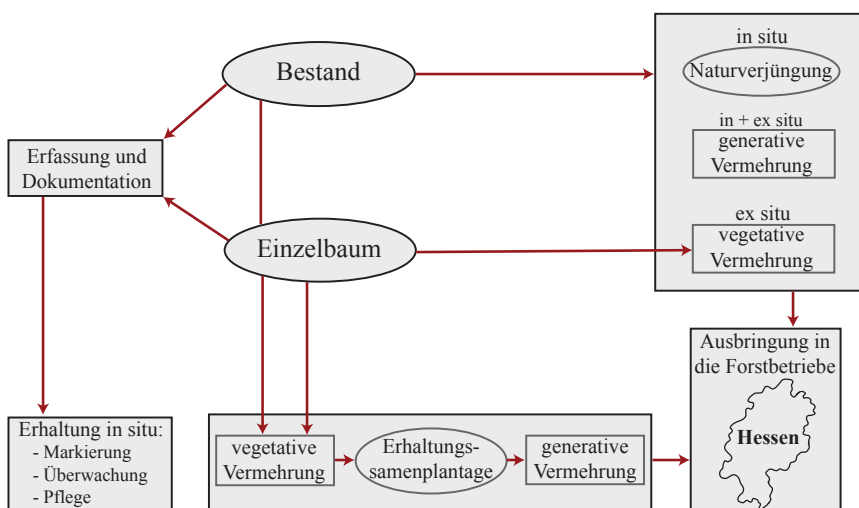 Bestand
in situ
Naturverjüngung
in + ex situ
generative
Vermehrung
Erfassung und
Dokumentation
ex situ
vegetative
Vermehrung
Einzelbaum
Ausbringung in
die Forstbetriebe
Hessen
Erhaltung in situ:
- Markierung
- Überwachung
- Pflege
vegetative
Vermehrung
Erhaltungs-
samenplantage
generative
Vermehrung